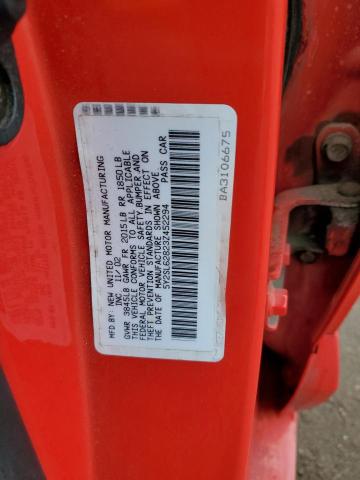 MFD BY: NEW UNITED MOTOR MANUFACTURING
INC 11/02
GVWR 3845LB GAWR FR 2015LB RR 1850LB
THIS VEHICLE CONFORMS TO ALL APPLICABLE
FEDERAL MOTOR VEHICLE SAFETY,BUMPER,AND
THEFT PREVENTION STANDARDS IN EFFECT ON
THE DATE OF MANUFACTURE SHOWN ABOVE
5Y2SL62823Z452294 PASS CAR
BA3106675